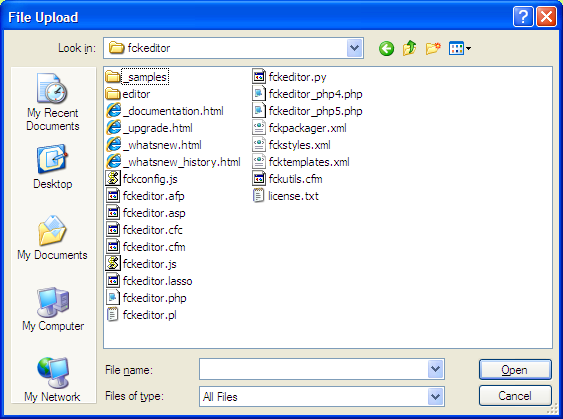 File Upload
Look in: fckeditor
My Recent
Documents
Desktop
My Documents
My Computer
My Network
_samples
editor
_documentation.html
_upgrade.html
_whatsnew.html
_whatsnew_history.html
fckconfig.js
fckeditor.afp
fckeditor.asp
fckeditor.cfc
fckeditor.cfm
fckeditor.js
fckeditor.lasso
fckeditor.php
fckeditor.pl
fckeditor.py
fckeditor_php4.php
fckeditor_php5.php
fckpackager.xml
fckstyles.xml
fcktemplates.xml
fckutils.cfm
license.txt
File name:
Open
Files of type: All Files
Cancel